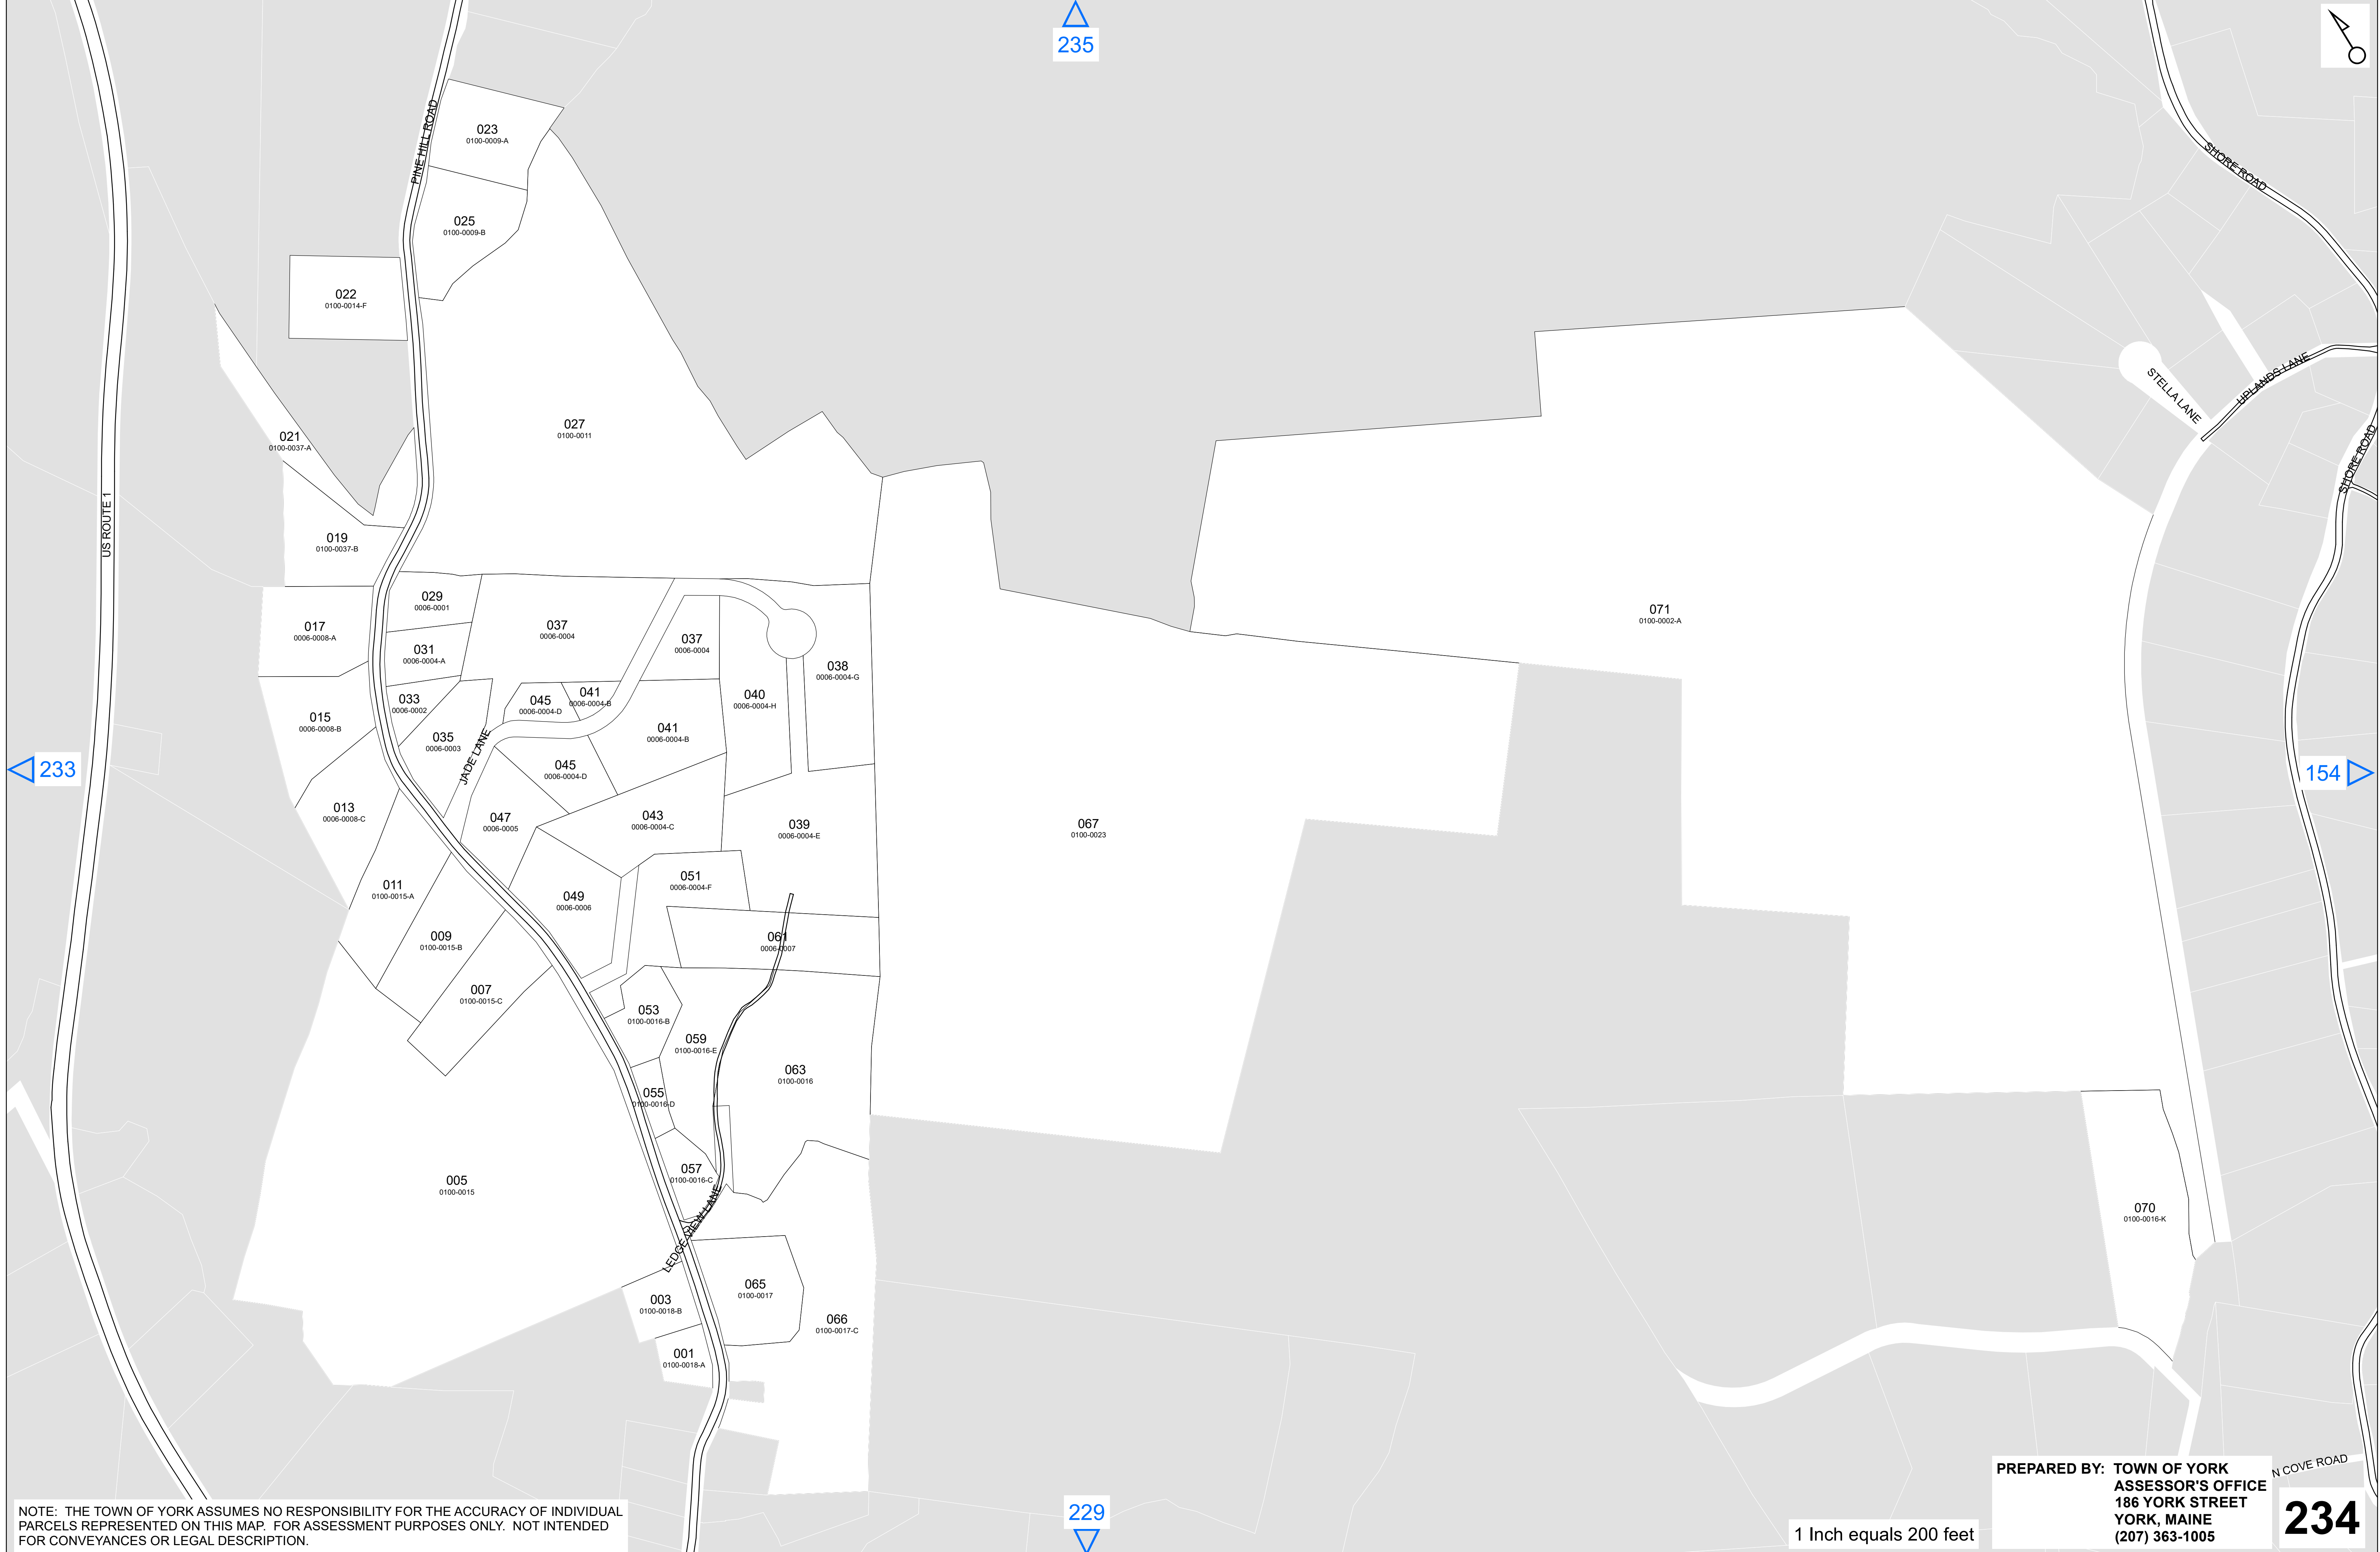 235
PINE HILL ROAD
023
0100-0009-A
025
0100-0009-B
SHORE ROAD
022
0100-0014-F
UPLANDS LANE
STELLA LANE
SHORE ROAD
021
0100-0037-A
027
0100-0011
US ROUTE 1
019
0100-0037-B
029
0006-0001
017
0006-0008-A
037
0006-0004
037
0006-0004
031
0006-0004-A
038
0006-0004-G
071
0100-0002-A
033
0006-0002
045
0006-0004-D
041
0006-0004-B
040
0006-0004-H
015
0006-0008-B
035
0006-0003
JADE LANE
041
0006-0004-B
233
045
0006-0004-D
154
013
0006-0008-C
047
0006-0005
043
0006-0004-C
039
0006-0004-E
067
0100-0023
011
0100-0015-A
049
0006-0006
051
0006-0004-F
009
0100-0015-B
061
0006-0007
007
0100-0015-C
053
0100-0016-B
059
0100-0016-E
055
0100-0016-D
063
0100-0016
005
0100-0015
057
0100-0016-C
070
0100-0016-K
LEDGE VIEW LANE
003
0100-0018-B
065
0100-0017
066
0100-0017-C
001
0100-0018-A
N COVE ROAD
NOTE: THE TOWN OF YORK ASSUMES NO RESPONSIBILITY FOR THE ACCURACY OF INDIVIDUAL
PARCELS REPRESENTED ON THIS MAP. FOR ASSESSMENT PURPOSES ONLY. NOT INTENDED
FOR CONVEYANCES OR LEGAL DESCRIPTION.
229
1 Inch equals 200 feet
PREPARED BY: TOWN OF YORK
ASSESSOR'S OFFICE
186 YORK STREET
YORK, MAINE
(207) 363-1005
234